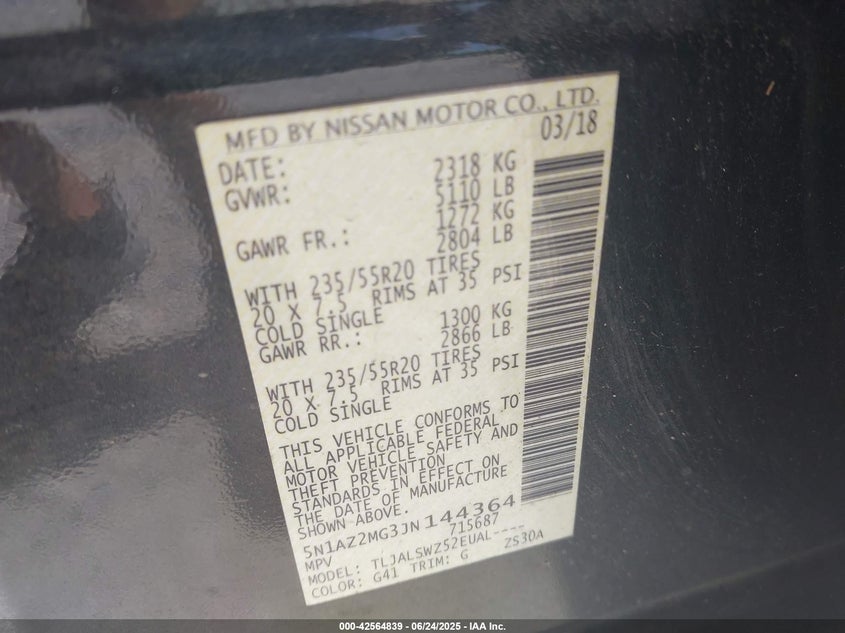 MFD BY NISSAN MOTOR CO., LTD.
DATE: 03/18
GVWR: 2318 KG
5110 LB
1272 KG
GAWR FR.: 2804 LB
WITH 235/55R20 TIRES
20 X 7.5 RIMS AT 35 PSI
COLD SINGLE
1300 KG
GAWR RR.: 2866 LB
WITH 235/55R20 TIRES
20 X 7.5 RIMS AT 35 PSI
COLD SINGLE
THIS VEHICLE CONFORMS TO
ALL APPLICABLE FEDERAL
MOTOR VEHICLE SAFETY AND
THEFT PREVENTION
STANDARDS IN EFFECT ON
THE DATE OF MANUFACTURE
SHOWN ABOVE.
5N1AZ2MG3JN144364
MPV 715687
MODEL: TLJALSWZ52EUAL----
COLOR: G41 TRIM: G ZS30A
000-42564839 - 06/24/2025 - IAA Inc.